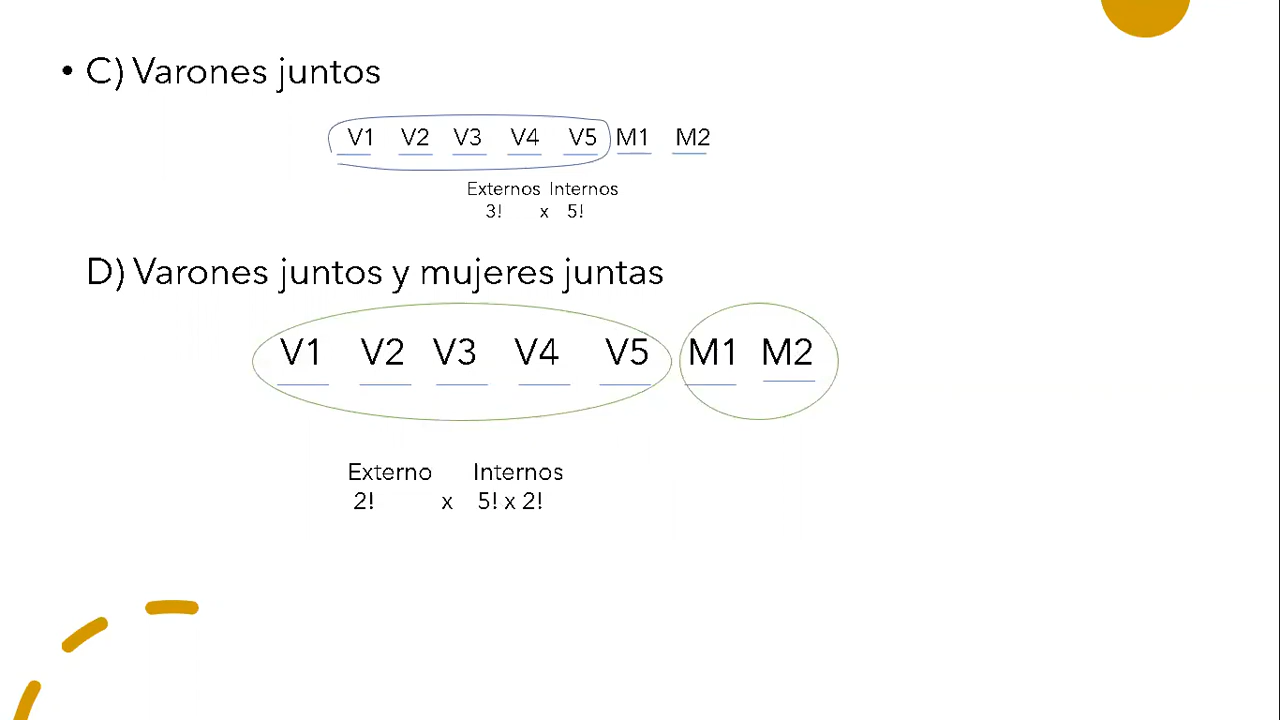 • C) Varones juntos
V1 V2 V3 V4 V5 M1 M2
Externos Internos
3! x 5!
D) Varones juntos y mujeres juntas
V1 V2 V3 V4 V5 M1 M2
Externo Internos
2! x 5! x 2!